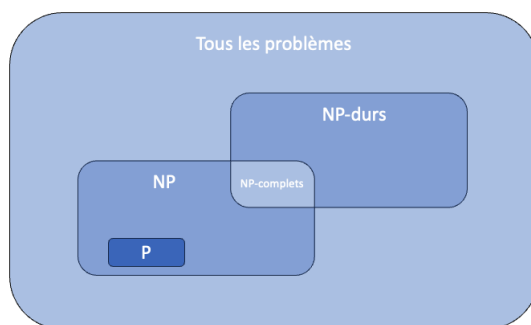 Tous les problèmes
NP-durs
NP
NP-complets
P